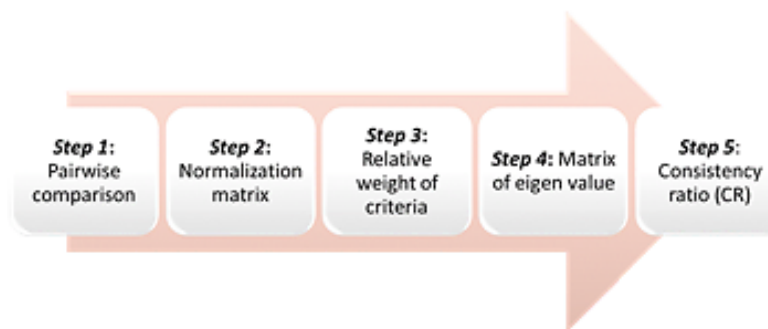 Step 1:
Pairwise
comparison
Step 2:
Normalization
matrix
Step 3:
Relative
weight of
criteria
Step 4: Matrix
of eigen value
Step 5:
Consistency
ratio (CR)